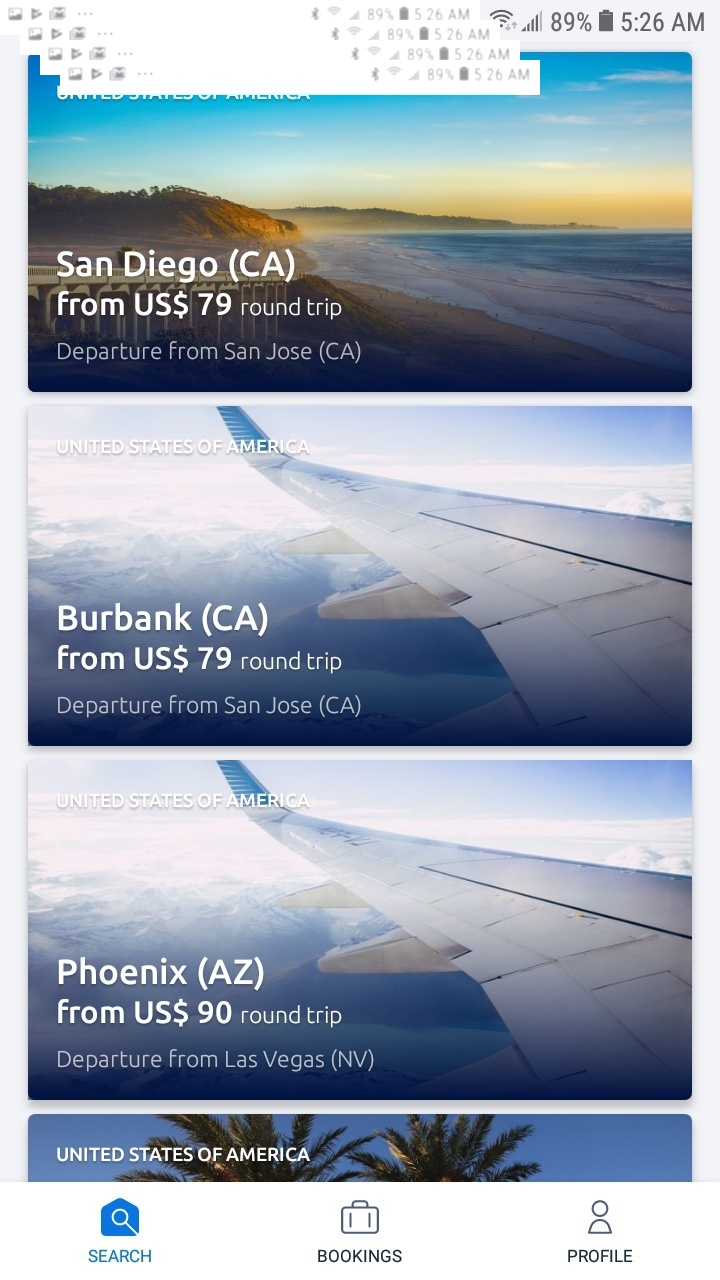 89% 5:26 AM
89% 5:26 AM
89% 5:26 AM
89% 5:26 AM
89% 5:26 AM
UNITED STATES OF AMERICA
San Diego (CA)
from US$ 79 round trip
Departure from San Jose (CA)
UNITED STATES OF AMERICA
Burbank (CA)
from US$ 79 round trip
Departure from San Jose (CA)
UNITED STATES OF AMERICA
Phoenix (AZ)
from US$ 90 round trip
Departure from Las Vegas (NV)
UNITED STATES OF AMERICA
SEARCH
BOOKINGS
PROFILE